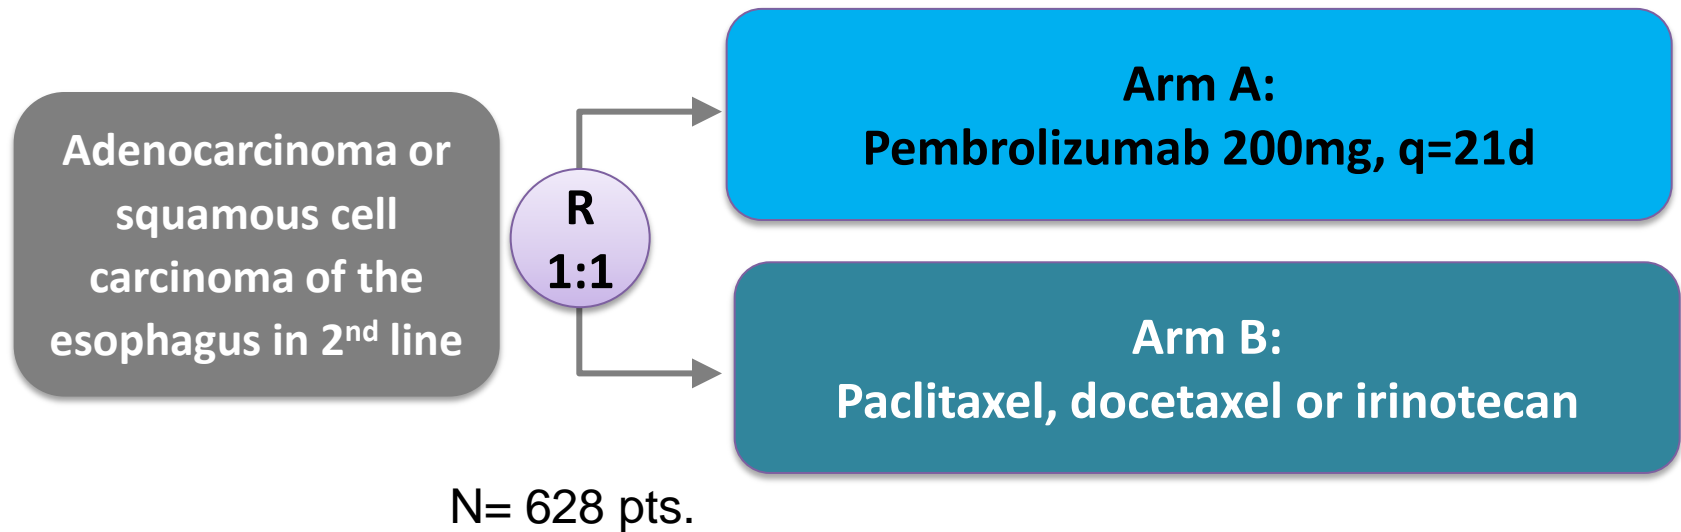 Adenocarcinoma or
squamous cell
carcinoma of the
esophagus in 2nd line
R
1:1
Arm A:
Pembrolizumab 200mg, q=21d
Arm B:
Paclitaxel, docetaxel or irinotecan
N= 628 pts.